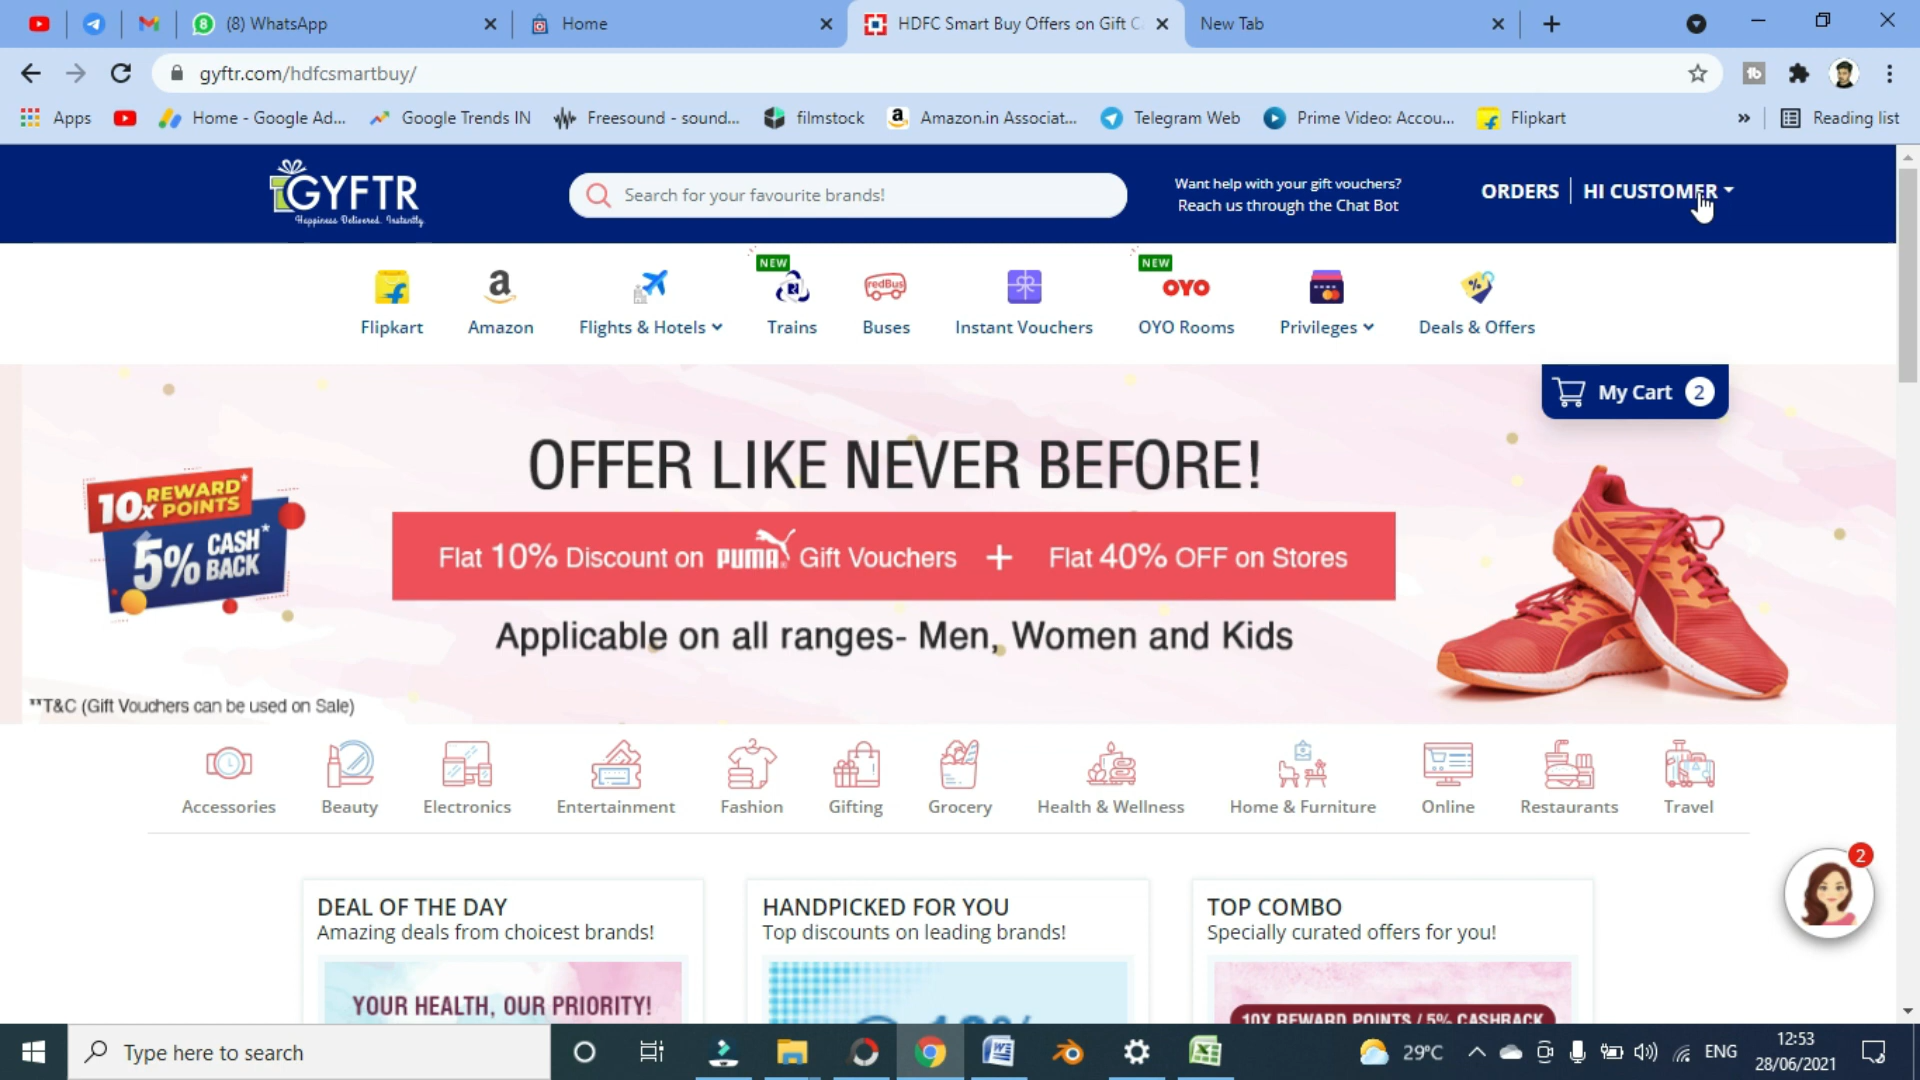 (8) WhatsApp
Home
HDFC Smart Buy Offers on Gift C
New Tab
gyftr.com/hdfcsmartbuy/
Apps
Home - Google Ad...
Google Trends IN
Freesound - sound...
filmstock
Amazon.in Associat...
Telegram Web
Prime Video: Accou...
Flipkart
»
Reading list
GYFTR
Happiness Delivered. Instantly.
Search for your favourite brands!
Want help with your gift vouchers?
Reach us through the Chat Bot
ORDERS
HI CUSTOMER
NEW
NEW
redBus
OYO
Flipkart
Amazon
Flights & Hotels
Trains
Buses
Instant Vouchers
OYO Rooms
Privileges
Deals & Offers
My Cart 2
OFFER LIKE NEVER BEFORE!
10X REWARD POINTS*
5% CASH BACK*
Flat 10% Discount on PUMA Gift Vouchers + Flat 40% OFF on Stores
Applicable on all ranges- Men, Women and Kids
**T&C (Gift Vouchers can be used on Sale)
Accessories
Beauty
Electronics
Entertainment
Fashion
Gifting
Grocery
Health & Wellness
Home & Furniture
Online
Restaurants
Travel
2
DEAL OF THE DAY
Amazing deals from choicest brands!
YOUR HEALTH, OUR PRIORITY!
HANDPICKED FOR YOU
Top discounts on leading brands!
TOP COMBO
Specially curated offers for you!
10X REWARD POINTS / 5% CASHBACK
Type here to search
29°C
ENG
12:53
28/06/2021